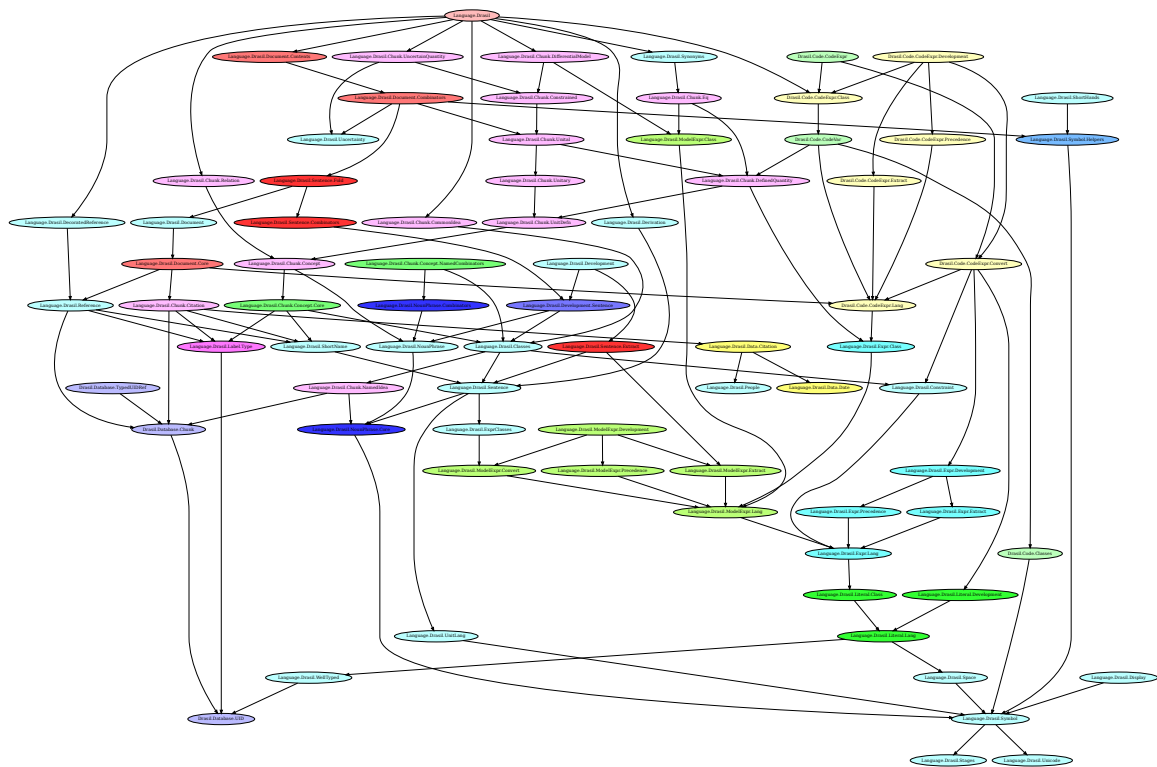 Language.Drasil
Language.Drasil.Document.Contents
Language.Drasil.Chunk.UncertainQuantity
Language.Drasil.Chunk.DifferentialModel
Language.Drasil.Synonyms
Drasil.Code.CodeExpr
Drasil.Code.CodeExpr.Development
Language.Drasil.Document.Combinators
Language.Drasil.Chunk.Constrained
Language.Drasil.Chunk.Eq
Drasil.Code.CodeExpr.Class
Language.Drasil.ShortHands
Language.Drasil.Uncertainty
Language.Drasil.Chunk.Unital
Language.Drasil.ModelExpr.Class
Drasil.Code.CodeVar
Drasil.Code.CodeExpr.Precedence
Language.Drasil.Symbol.Helpers
Language.Drasil.Chunk.Relation
Language.Drasil.Sentence.Fold
Language.Drasil.Chunk.Unitary
Language.Drasil.Chunk.DefinedQuantity
Drasil.Code.CodeExpr.Extract
Language.Drasil.DecoratedReference
Language.Drasil.Document
Language.Drasil.Sentence.Combinators
Language.Drasil.Chunk.CommonIdea
Language.Drasil.Chunk.UnitDefn
Language.Drasil.Derivation
Language.Drasil.Document.Core
Language.Drasil.Chunk.Concept
Language.Drasil.Chunk.Concept.NamedCombinators
Language.Drasil.Development
Drasil.Code.CodeExpr.Convert
Language.Drasil.Reference
Language.Drasil.Chunk.Citation
Language.Drasil.Chunk.Concept.Core
Language.Drasil.NounPhrase.Combinators
Language.Drasil.Development.Sentence
Drasil.Code.CodeExpr.Lang
Language.Drasil.Label.Type
Language.Drasil.ShortName
Language.Drasil.NounPhrase
Language.Drasil.Classes
Language.Drasil.Sentence.Extract
Language.Drasil.Data.Citation
Language.Drasil.Expr.Class
Drasil.Database.TypedUIDRef
Language.Drasil.Chunk.NamedIdea
Language.Drasil.Sentence
Language.Drasil.People
Language.Drasil.Data.Date
Language.Drasil.Constraint
Drasil.Database.Chunk
Language.Drasil.NounPhrase.Core
Language.Drasil.ExprClasses
Language.Drasil.ModelExpr.Development
Language.Drasil.ModelExpr.Convert
Language.Drasil.ModelExpr.Precedence
Language.Drasil.ModelExpr.Extract
Language.Drasil.Expr.Development
Language.Drasil.ModelExpr.Lang
Language.Drasil.Expr.Precedence
Language.Drasil.Expr.Extract
Language.Drasil.Expr.Lang
Drasil.Code.Classes
Language.Drasil.Literal.Class
Language.Drasil.Literal.Development
Language.Drasil.UnitLang
Language.Drasil.Literal.Lang
Language.Drasil.WellTyped
Language.Drasil.Space
Language.Drasil.Display
Drasil.Database.UID
Language.Drasil.Symbol
Language.Drasil.Stages
Language.Drasil.Unicode